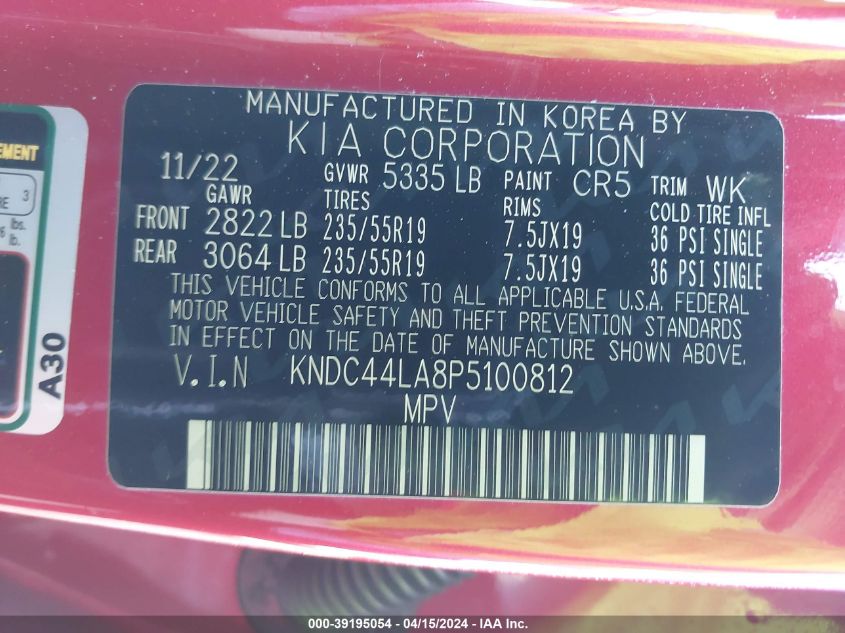 MANUFACTURED IN KOREA BY
KIA CORPORATION
11/22 GVWR 5335 LB PAINT CR5 TRIM WK
GAWR TIRES RIMS COLD TIRE INFL
FRONT 2822 LB 235/55R19 7.5JX19 36 PSI SINGLE
REAR 3064 LB 235/55R19 7.5JX19 36 PSI SINGLE
THIS VEHICLE CONFORMS TO ALL APPLICABLE U.S.A. FEDERAL
MOTOR VEHICLE SAFETY AND THEFT PREVENTION STANDARDS
IN EFFECT ON THE DATE OF MANUFACTURE SHOWN ABOVE.
V.I.N KNDC44LA8P5100812
MPV
3
lbs.
lb.
A30
000-39195054 - 04/15/2024 - IAA Inc.